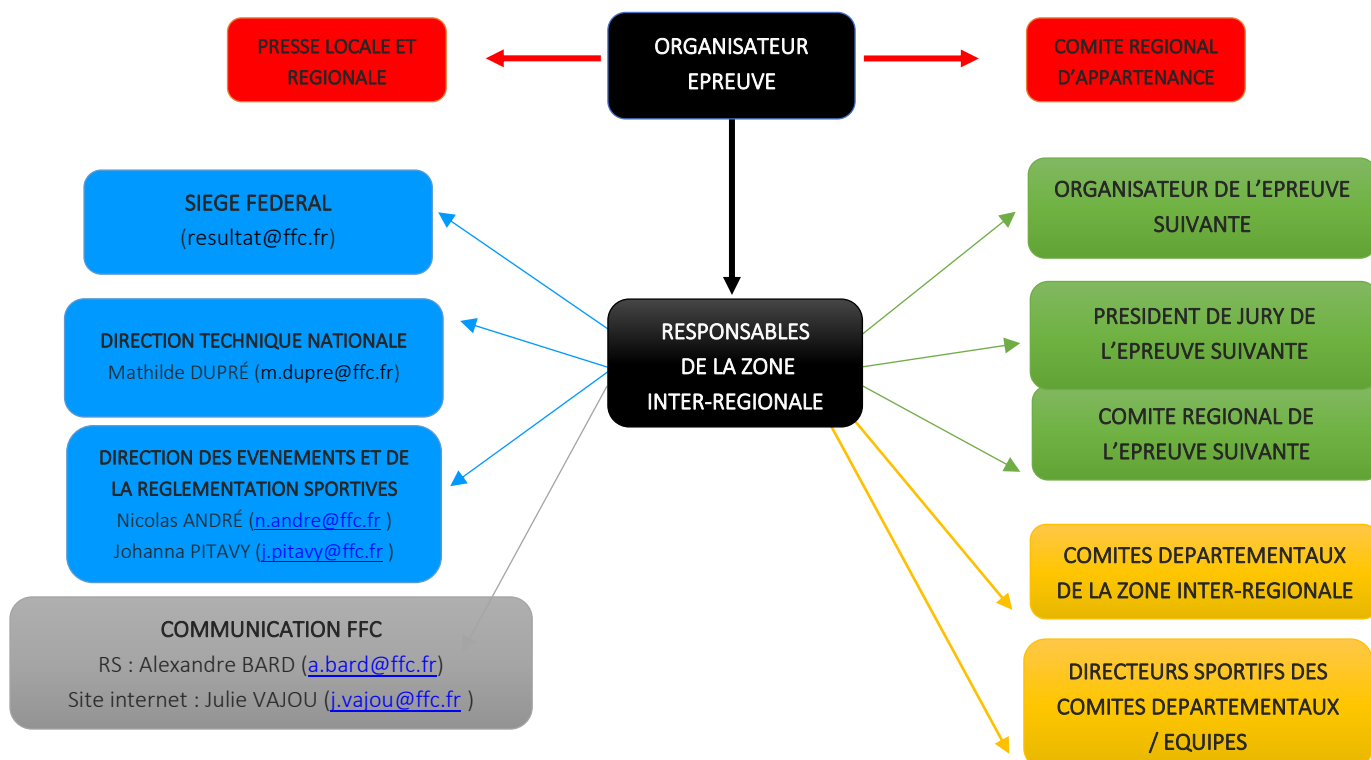 PRESSE LOCALE ET
REGIONALE
ORGANISATEUR
EPREUVE
COMITE REGIONAL
D'APPARTENANCE
SIEGE FEDERAL
(resultat@ffc.fr)
DIRECTION TECHNIQUE NATIONALE
Mathilde DUPRÉ (m.dupre@ffc.fr)
DIRECTION DES EVENEMENTS ET DE
LA REGLEMENTATION SPORTIVES
Nicolas ANDRÉ (n.andre@ffc.fr )
Johanna PITAVY (j.pitavy@ffc.fr )
COMMUNICATION FFC
RS : Alexandre BARD (a.bard@ffc.fr)
Site internet : Julie VAJOU (j.vajou@ffc.fr )
RESPONSABLES
DE LA ZONE
INTER-REGIONALE
ORGANISATEUR DE L'EPREUVE
SUIVANTE
PRESIDENT DE JURY DE
L'EPREUVE SUIVANTE
COMITE REGIONAL DE
L'EPREUVE SUIVANTE
COMITES DEPARTEMENTAUX
DE LA ZONE INTER-REGIONALE
DIRECTEURS SPORTIFS DES
COMITES DEPARTEMENTAUX
/ EQUIPES